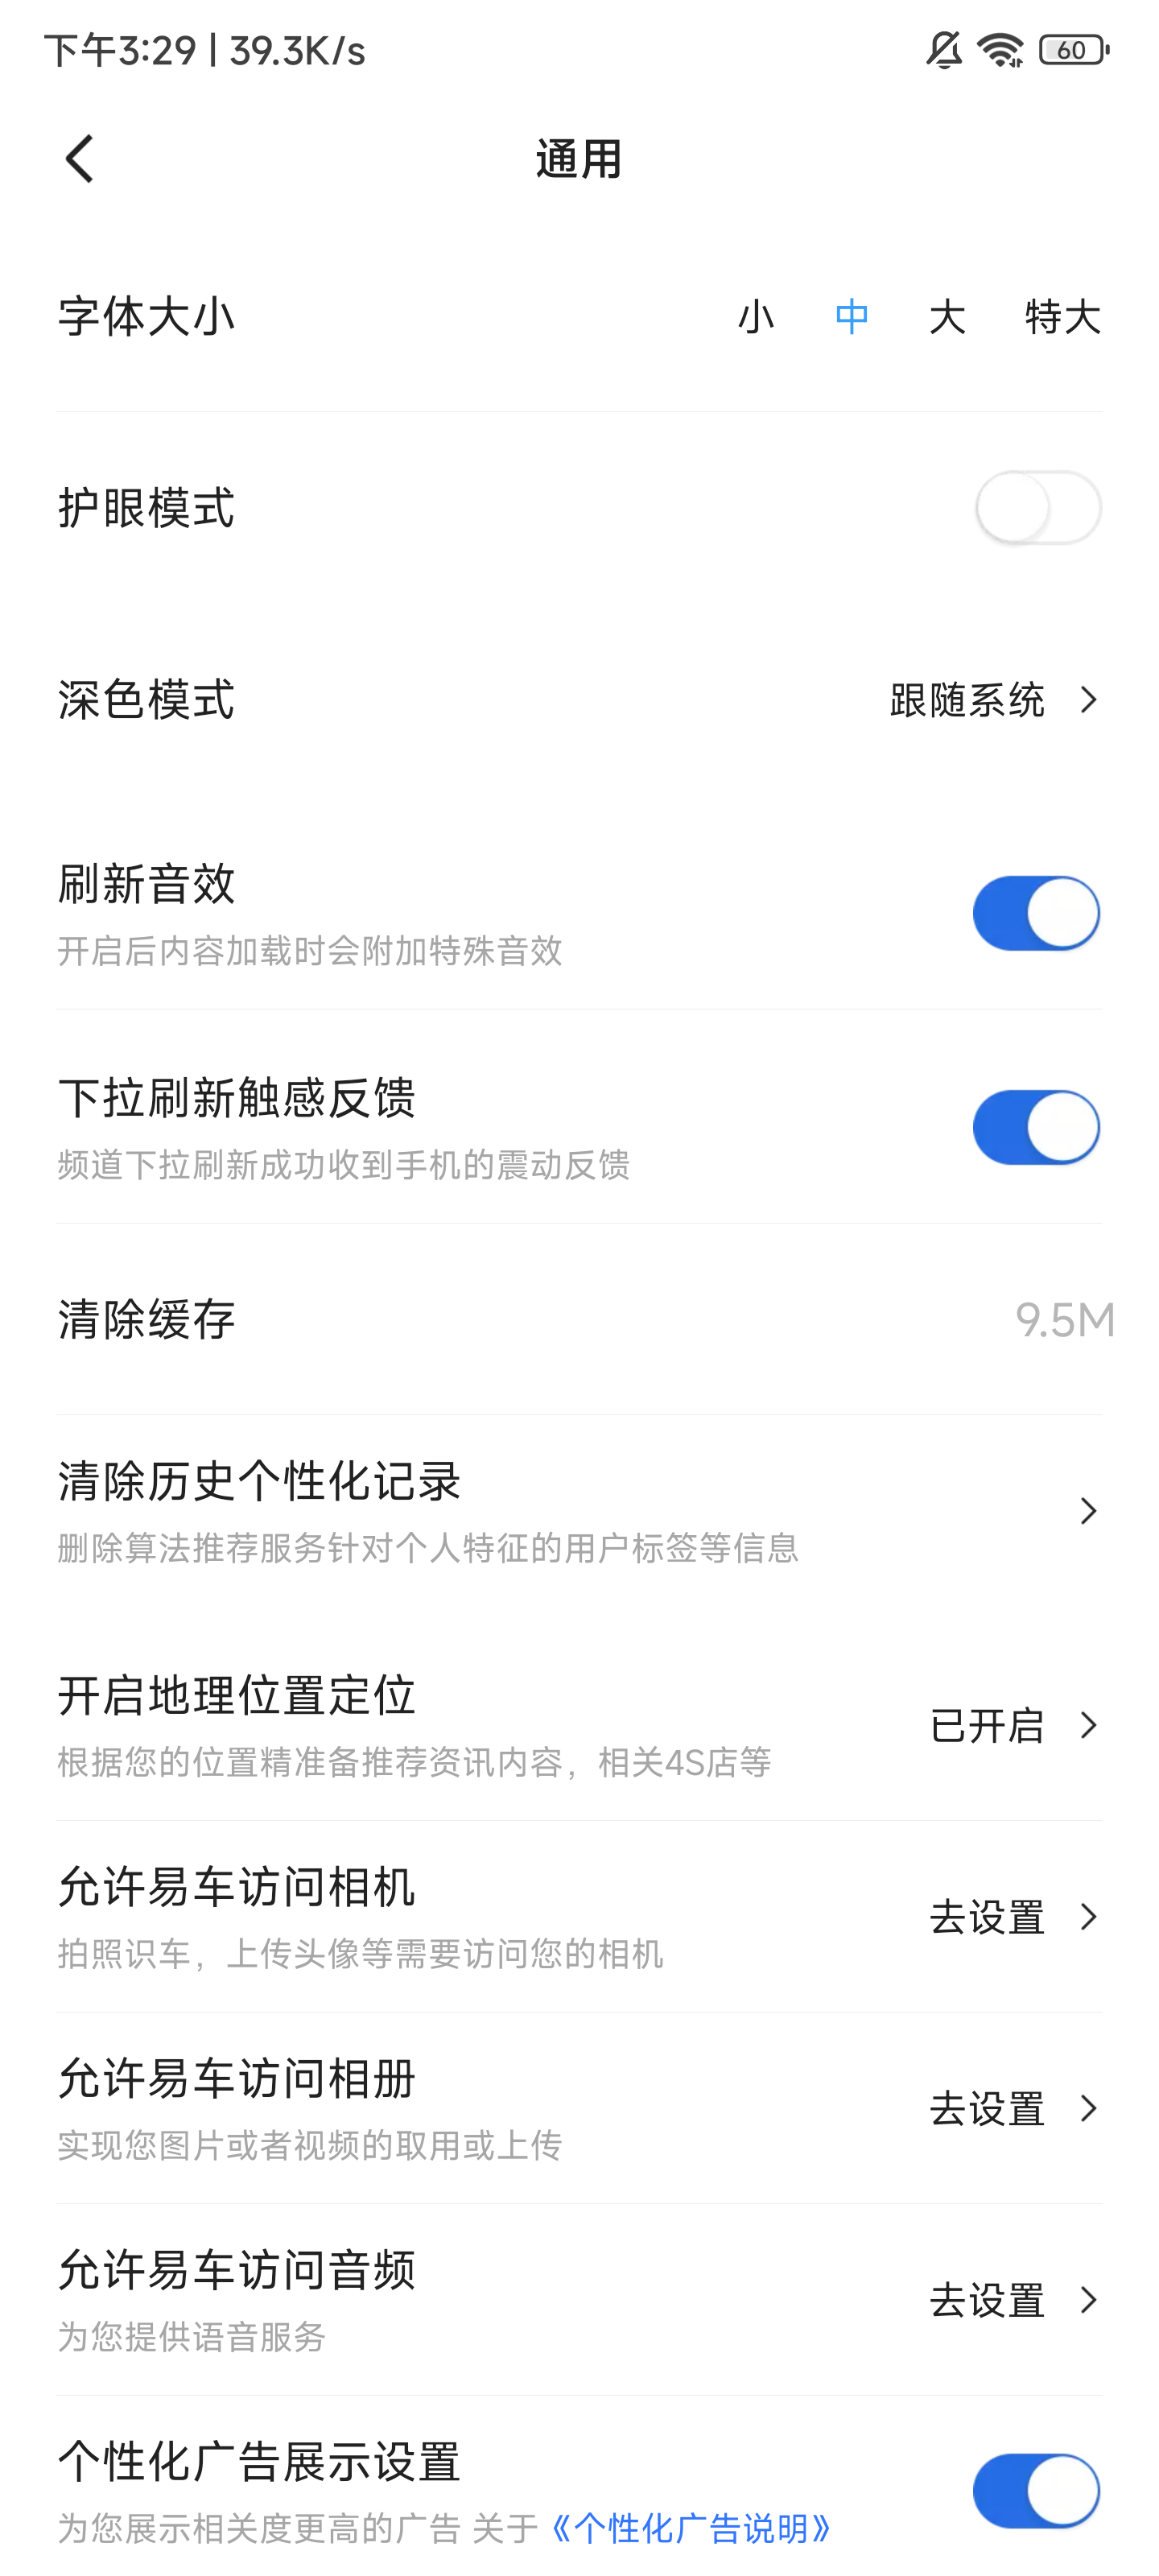 下午3:29 | 39.3K/s 60
通用
字体大小 小 中 大 特大
护眼模式
深色模式 跟随系统
刷新音效
开启后内容加载时会附加特殊音效
下拉刷新触感反馈
频道下拉刷新成功收到手机的震动反馈
清除缓存 9.5M
清除历史个性化记录
删除算法推荐服务针对个人特征的用户标签等信息
开启地理位置定位 已开启
根据您的位置精准备推荐资讯内容，相关4S店等
允许易车访问相机 去设置
拍照识车，上传头像等需要访问您的相机
允许易车访问相册 去设置
实现您图片或者视频的取用或上传
允许易车访问音频 去设置
为您提供语音服务
个性化广告展示设置
为您展示相关度更高的广告 关于《个性化广告说明》